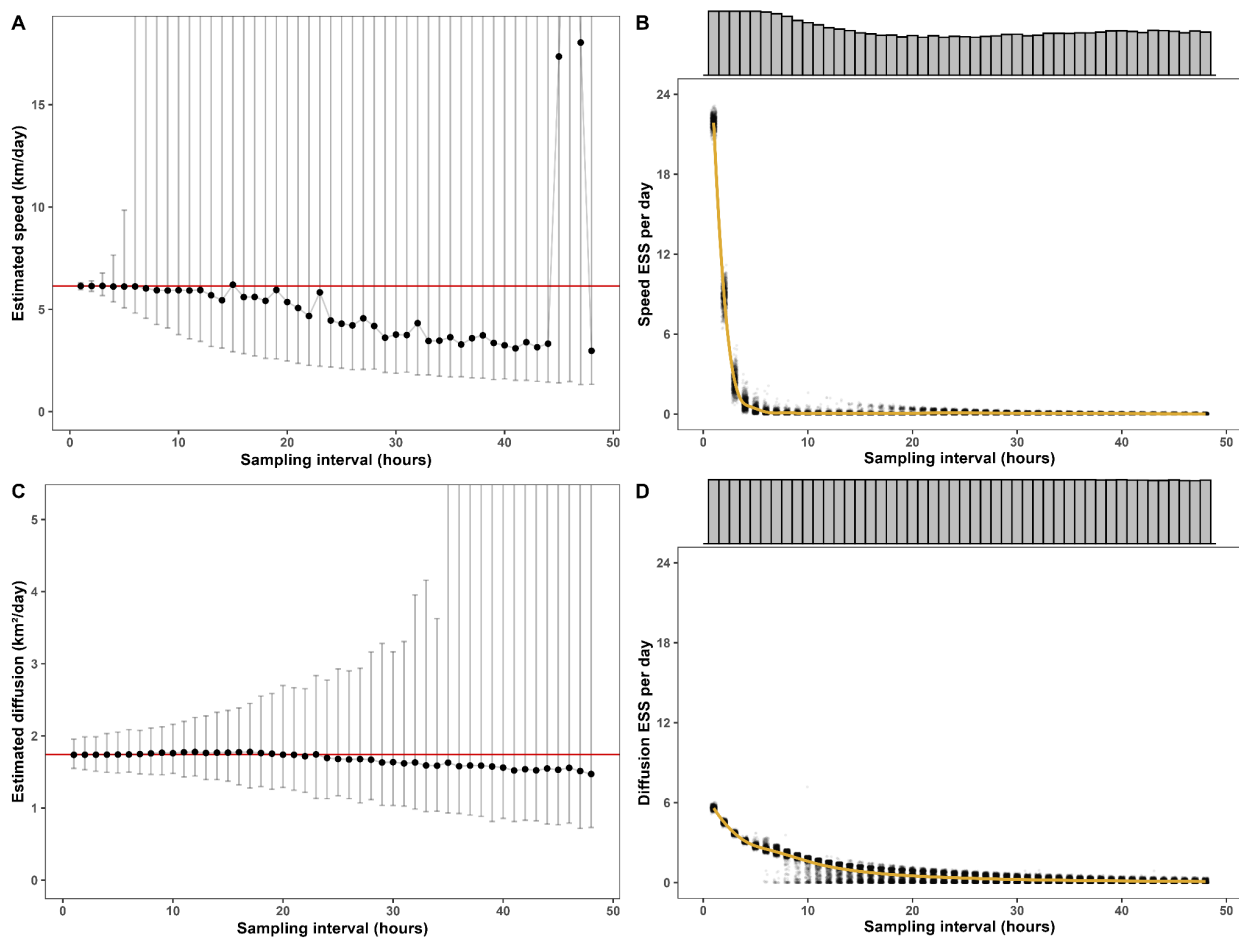 A
Estimated speed (km/day)
15
10
5
0
0 10 20 30 40 50
Sampling interval (hours)
B
Speed ESS per day
24
18
12
6
0
0 10 20 30 40 50
Sampling interval (hours)
C
Estimated diffusion (km²/day)
5
4
3
2
1
0
0 10 20 30 40 50
Sampling interval (hours)
D
Diffusion ESS per day
24
18
12
6
0
0 10 20 30 40 50
Sampling interval (hours)